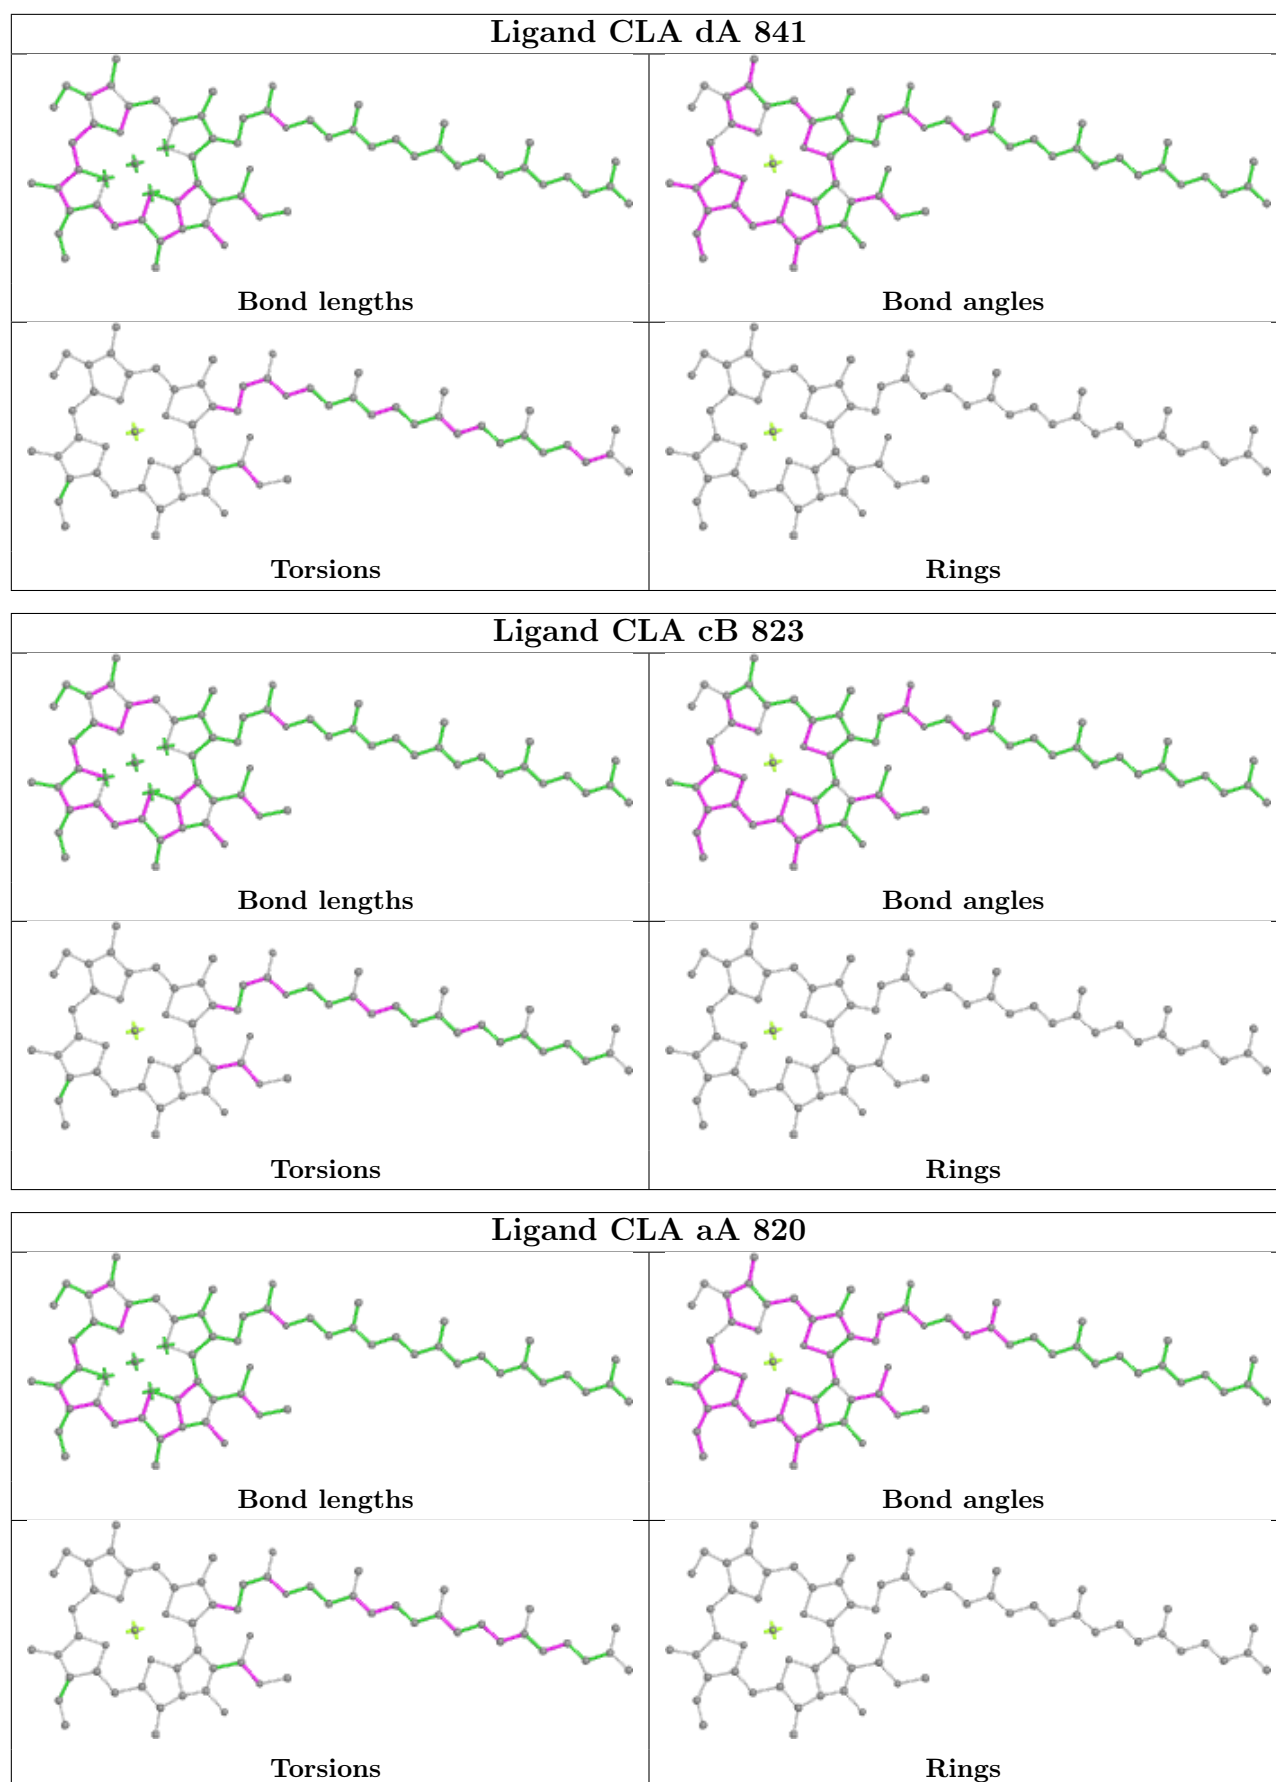 Ligand CLA dA 841
Bond lengths
Bond angles
Torsions
Rings
Ligand CLA cB 823
Bond lengths
Bond angles
Torsions
Rings
Ligand CLA aA 820
Bond lengths
Bond angles
Torsions
Rings